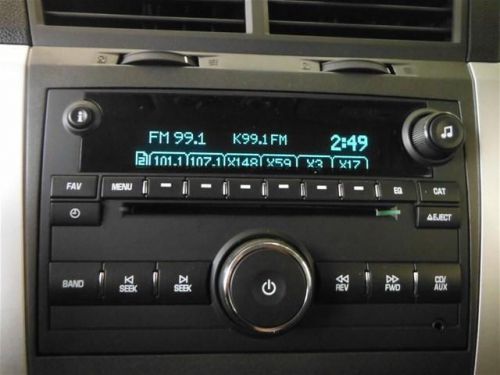 FM 99.1 K99.1FM 2:49
2 101.1 107.1 X148 X59 X3 X17
FAV MENU EQ CAT
EJECT
BAND SEEK SEEK REV FWD CD/
AUX